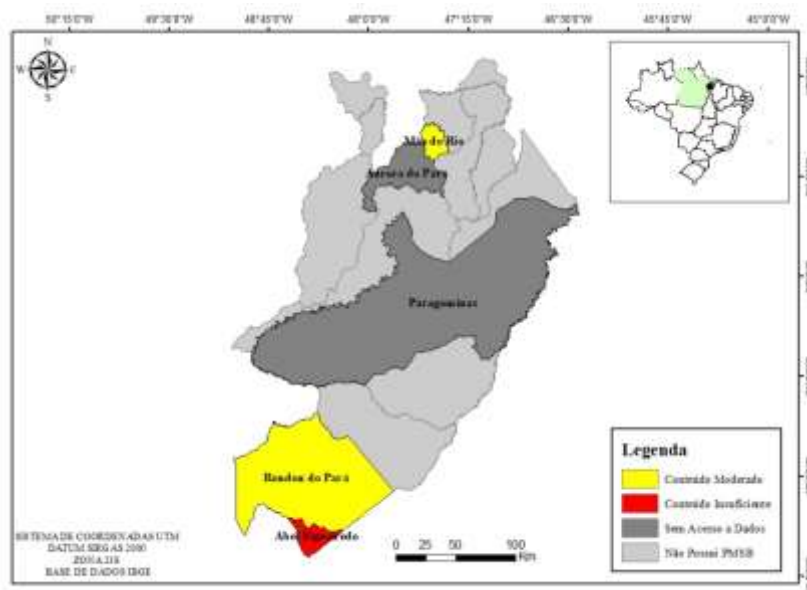 50°15'0"W 49°30'0"W 48°45'0"W 48°0'0"W 47°15'0"W 46°30'0"W 45°45'0"W 45°0'0"W
N
W E
S
Mãe do Rio
Aurora do Pará
Paragominas
Rondon do Pará
Abel Figueiredo
Legenda
Conteúdo Moderado
Conteúdo Insuficiente
Sem Acesso a Dados
Não Possui PMSB
SISTEMA DE COORDENADAS UTM
DATUM SIRGAS 2000
BASE DE DADOS IBGE
0 25 50 100
Km